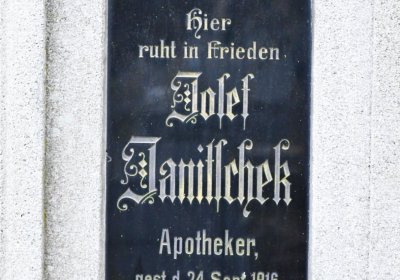 Hier
ruht in Frieden
Josef
Janitschek
Apotheker,
gest. d. 24. Sept. 1916